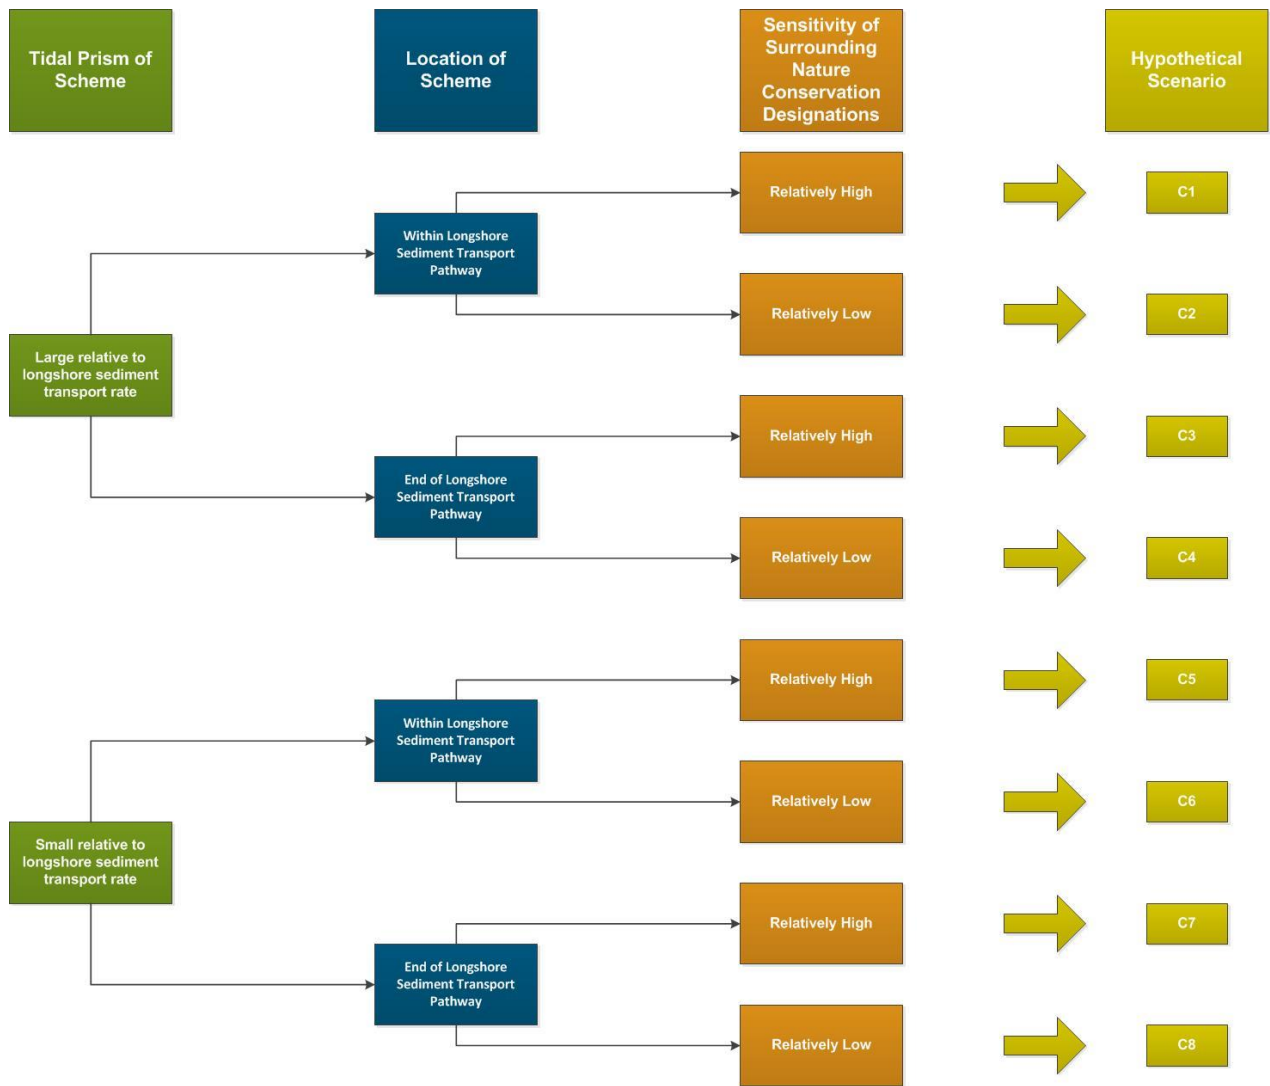 Tidal Prism of
Scheme
Location of
Scheme
Sensitivity of
Surrounding
Nature
Conservation
Designations
Hypothetical
Scenario
Large relative to
longshore sediment
transport rate
Within Longshore
Sediment Transport
Pathway
Relatively High
C1
Relatively Low
C2
End of Longshore
Sediment Transport
Pathway
Relatively High
C3
Relatively Low
C4
Small relative to
longshore sediment
transport rate
Within Longshore
Sediment Transport
Pathway
Relatively High
C5
Relatively Low
C6
End of Longshore
Sediment Transport
Pathway
Relatively High
C7
Relatively Low
C8